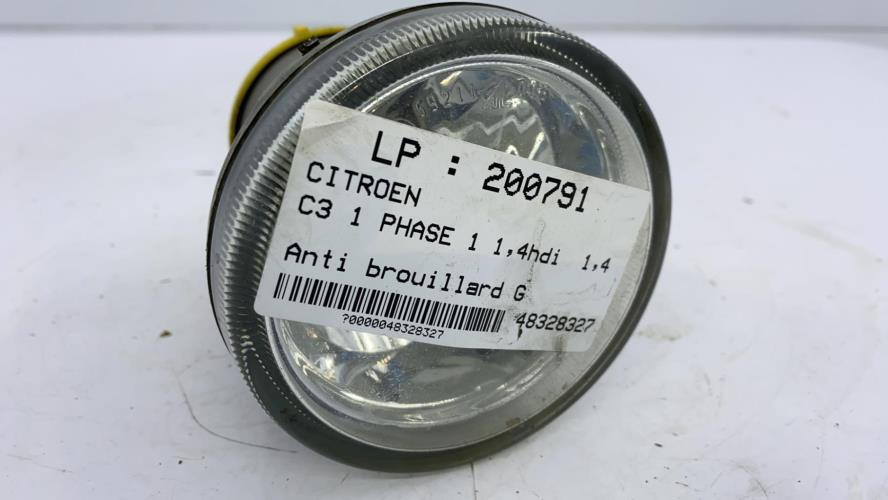 LP : 200791
CITROEN
C3 1 PHASE 1 1,4hdi 1,4
Anti brouillard G
48328327
?0000048328327